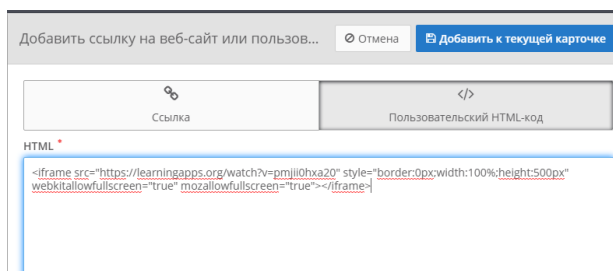 Добавить ссылку на веб-сайт или пользов... Отмена Добавить к текущей карточке
Ссылка </> Пользовательский HTML-код
HTML *
<iframe src="https://learningapps.org/watch?v=pmjii0hxa20" style="border:0px;width:100%;height:500px"
webkitallowfullscreen="true" mozallowfullscreen="true"></iframe>